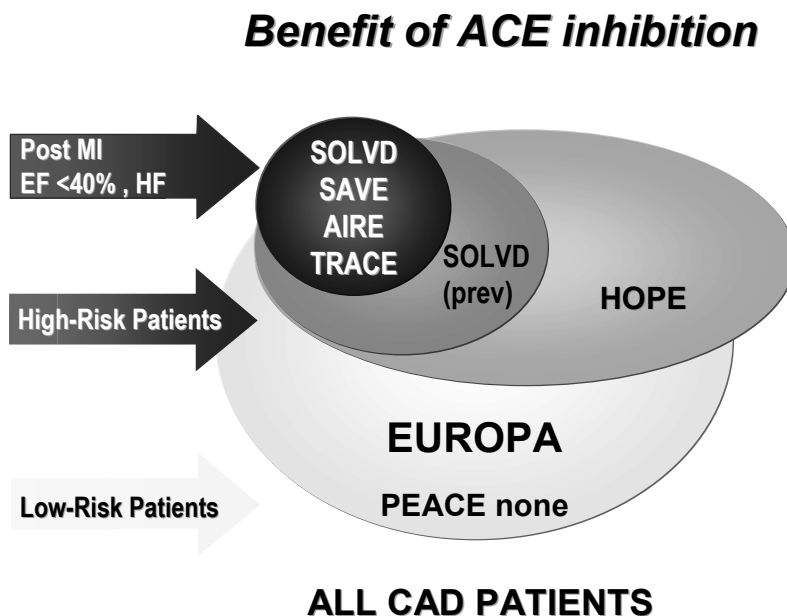 Benefit of ACE inhibition
Post MI
EF <40% , HF
SOLVD
SAVE
AIRE
TRACE
SOLVD
(prev)
HOPE
High-Risk Patients
EUROPA
Low-Risk Patients
PEACE none
ALL CAD PATIENTS